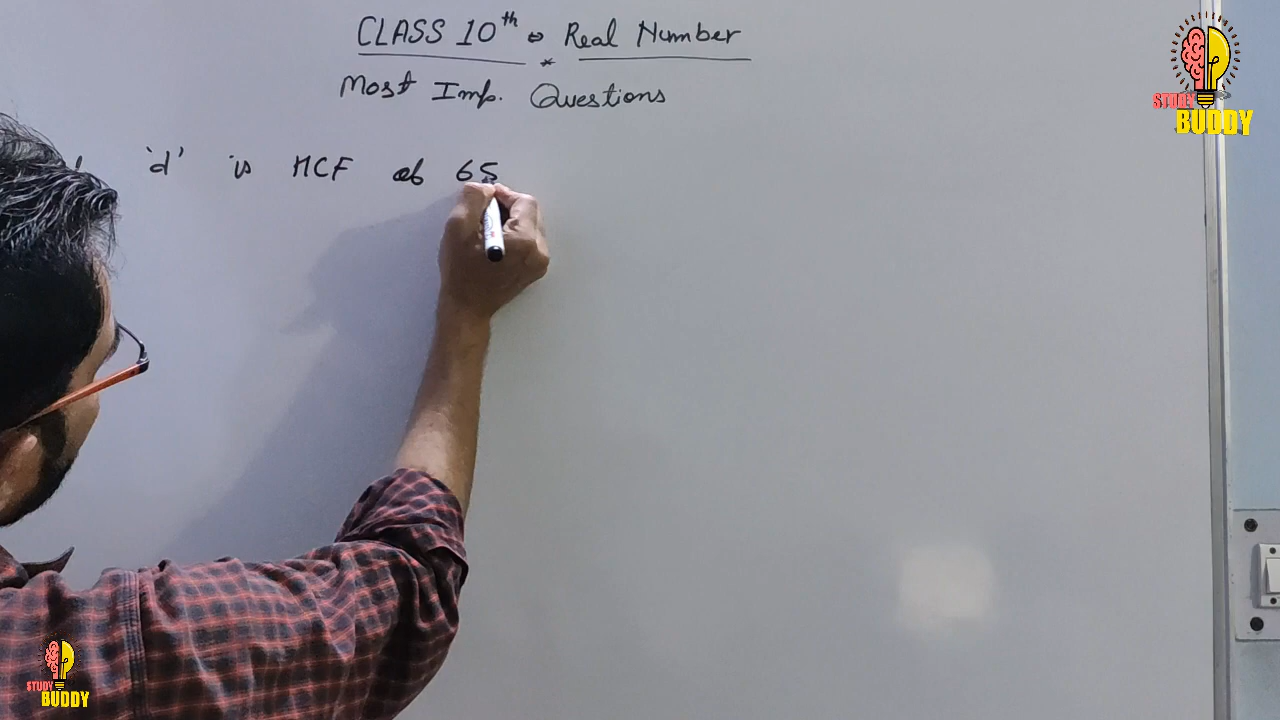 CLASS 10th ⇔ Real Number
*
Most Imp. Questions
'd' is HCF of 65
STUDY
BUDDY
STUDY
BUDDY